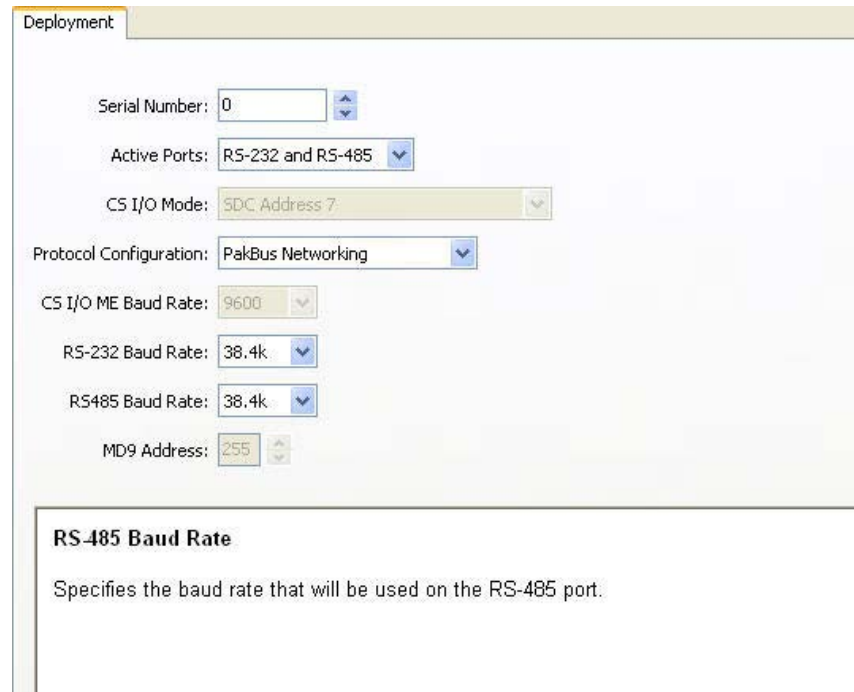 Deployment
Serial Number: 0
Active Ports: RS-232 and RS-485
CS I/O Mode: SDC Address 7
Protocol Configuration: PakBus Networking
CS I/O ME Baud Rate: 9600
RS-232 Baud Rate: 38.4k
RS485 Baud Rate: 38.4k
MD9 Address: 255
RS-485 Baud Rate
Specifies the baud rate that will be used on the RS-485 port.